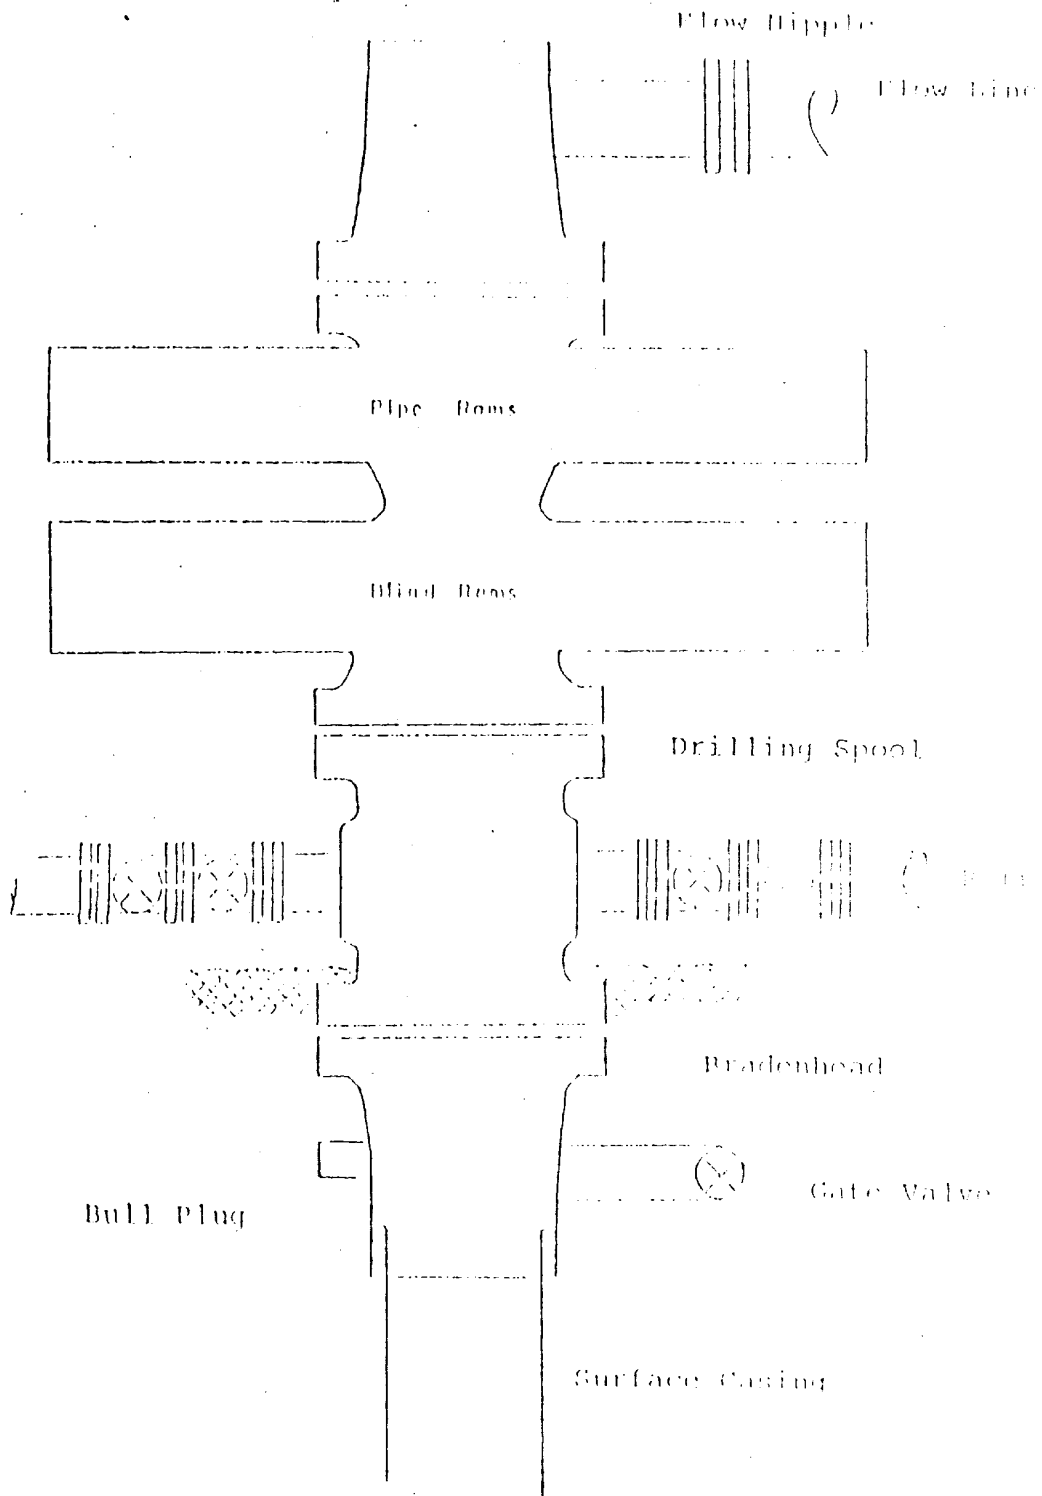 Flow Nipple
Flow Line
Pipe Rams
Blind Rams
Drilling Spool
Bradenhead
Gate Valve
Bull Plug
Surface Casing